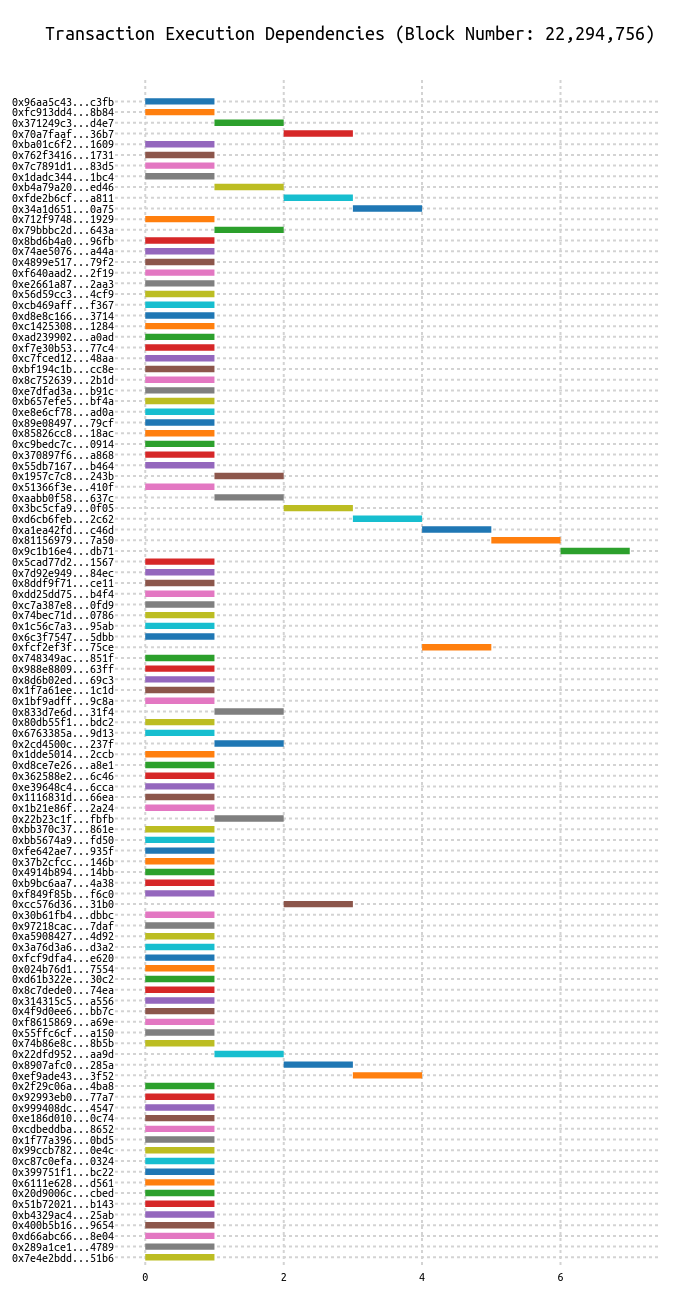 Transaction Execution Dependencies (Block Number: 22,294,756)
0x96aa5c43...c3fb
0xfc913dd4...8b84
0x371249c3...d4e7
0x70a7faaf...36b7
0xba01c6f2...1609
0x762f3416...1731
0x7c7891d1...83d5
0x1dadc344...1bc4
0xb4a79a20...ed46
0xfde2b6cf...a811
0x34a1d651...0a75
0x712f9748...1929
0x79bbbc2d...643a
0x8bd6b4a0...96fb
0x74ae5076...a44a
0x4899e517...79f2
0xf640aad2...2f19
0xe2661a87...2aa3
0x56d59cc3...4cf9
0xcb469aff...f367
0xd8e8c166...3714
0xc1425308...1284
0xad239902...a0ad
0xf7e30b53...77c4
0xc7fced12...48aa
0xbf194c1b...cc8e
0x8c752639...2b1d
0xe7dfad3a...b91c
0xb657efe5...bf4a
0xe8e6cf78...ad0a
0x89e08497...79cf
0x85826cc8...18ac
0xc9bedc7c...0914
0x370897f6...a868
0x55db7167...b464
0x1957c7c8...243b
0x51366f3e...410f
0xaabb0f58...637c
0x3bc5cfa9...0f05
0xd6cb6feb...2c62
0xa1ea42fd...c46d
0x81156979...7a50
0x9c1b16e4...db71
0x5cad77d2...1567
0x7d92e949...84ec
0x8ddf9f71...ce11
0xdd25dd75...b4f4
0xc7a387e8...0fd9
0x74bec71d...0786
0x1c56c7a3...95ab
0x6c3f7547...5dbb
0xfcf2ef3f...75ce
0x748349ac...851f
0x988e8809...63ff
0x8d6b02ed...69c3
0x1f7a61ee...1c1d
0x1bf9adff...9c8a
0x833d7e6d...31f4
0x80db55f1...bdc2
0x6763385a...9d13
0x2cd4500c...237f
0x1dde5014...2ccb
0xd8ce7e26...a8e1
0x362588e2...6c46
0xe39648c4...6cca
0x1116831d...66ea
0x1b21e86f...2a24
0x22b23c1f...fbfb
0xbb370c37...861e
0xbb5674a9...fd50
0xfe642ae7...935f
0x37b2cfcc...146b
0x4914b894...14bb
0xb9bc6aa7...4a38
0xf849f85b...f6c0
0xcc576d36...31b0
0x30b61fb4...dbbc
0x97218cac...7daf
0xa5908427...4d92
0x3a76d3a6...d3a2
0xfcf9dfa4...e620
0x024b76d1...7554
0xd61b322e...30c2
0x8c7dede0...74ea
0x314315c5...a556
0x4f9d0ee6...bb7c
0xf8615869...a69e
0x55ffc6cf...a150
0x74b86e8c...8b5b
0x22dfd952...aa9d
0x8907afc0...285a
0xef9ade43...3f52
0x2f29c06a...4ba8
0x92993eb0...77a7
0x999408dc...4547
0xe186d010...0c74
0xcdbeddba...8652
0x1f77a396...0bd5
0x99ccb782...0e4c
0xc87c0efa...0324
0x399751f1...bc22
0x6111e628...d561
0x20d9006c...cbed
0x51b72021...b143
0xb4329ac4...25ab
0x400b5b16...9654
0xd66abc66...8e04
0x289a1ce1...4789
0x7e4e2bdd...51b6
0 2 4 6